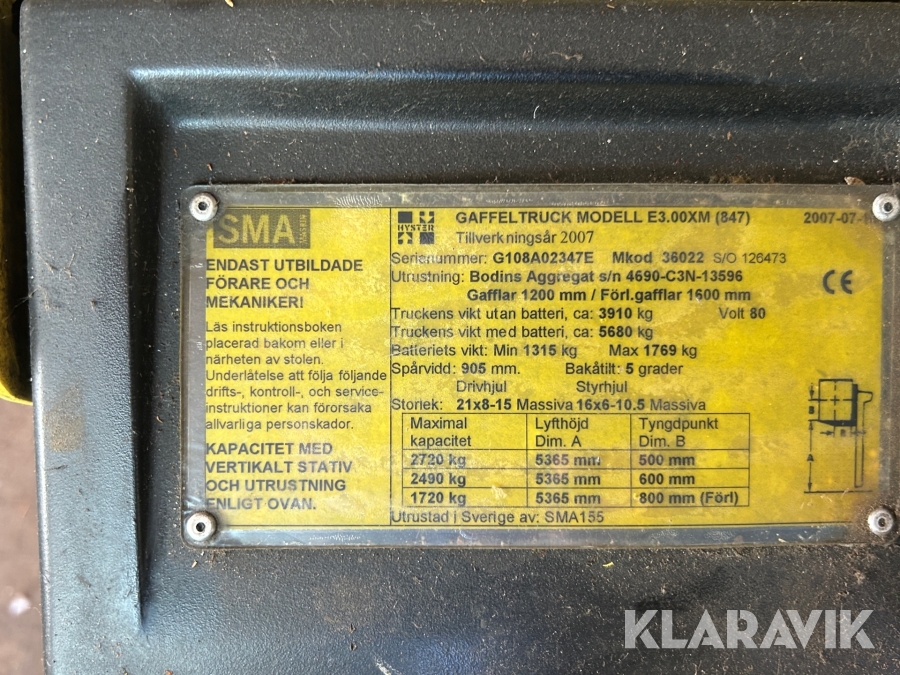 SMA
MASKIN
ENDAST UTBILDADE
FÖRARE OCH
MEKANIKER!
Läs instruktionsboken
placerad bakom eller i
närheten av stolen.
Underlåtelse att följa följande
drifts-, kontroll-, och service-
instruktioner kan förorsaka
allvarliga personskador.
KAPACITET MED
VERTIKALT STATIV
OCH UTRUSTNING
ENLIGT OVAN.
HYSTER
GAFFELTRUCK MODELL E3.00XM (847) 2007-07-
Tillverkningsår 2007
Serienummer: G108A02347E Mkod 36022 S/O 126473
Utrustning: Bodins Aggregat s/n 4690-C3N-13596
Gafflar 1200 mm / Förl.gafflar 1600 mm
CE
Truckens vikt utan batteri, ca: 3910 kg Volt 80
Truckens vikt med batteri, ca: 5680 kg
Batteriets vikt: Min 1315 kg Max 1769 kg
Spårvidd: 905 mm. Bakåtilt: 5 grader
Drivhjul Styrhjul
Storlek: 21x8-15 Massiva 16x6-10.5 Massiva
Maximal kapacitet Lyfthöjd Dim. A Tyngdpunkt Dim. B
2720 kg 5365 mm 500 mm
2490 kg 5365 mm 600 mm
1720 kg 5365 mm 800 mm (Förl)
Utrustad i Sverige av: SMA155
B
B
A
KLARAVIK